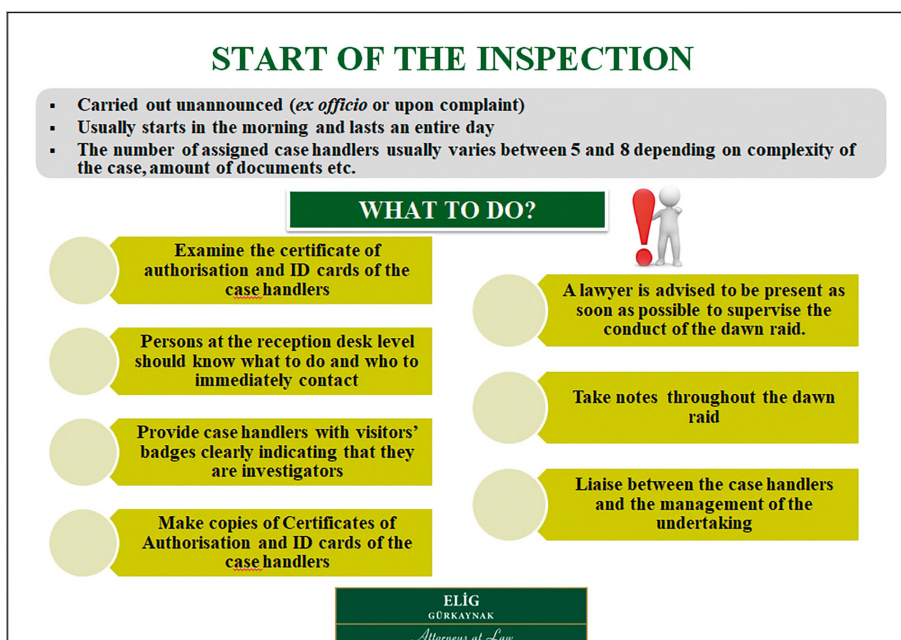 START OF THE INSPECTION
▪ Carried out unannounced (ex officio or upon complaint)
▪ Usually starts in the morning and lasts an entire day
▪ The number of assigned case handlers usually varies between 5 and 8 depending on complexity of
the case, amount of documents etc.
WHAT TO DO?
Examine the certificate of
authorisation and ID cards of the
case handlers
Persons at the reception desk level
should know what to do and who to
immediately contact
Provide case handlers with visitors'
badges clearly indicating that they
are investigators
Make copies of Certificates of
Authorisation and ID cards of the
case handlers
A lawyer is advised to be present as
soon as possible to supervise the
conduct of the dawn raid.
Take notes throughout the dawn
raid
Liaise between the case handlers
and the management of the
undertaking
ELİG
GÜRKAYNAK
Attorneys at Law